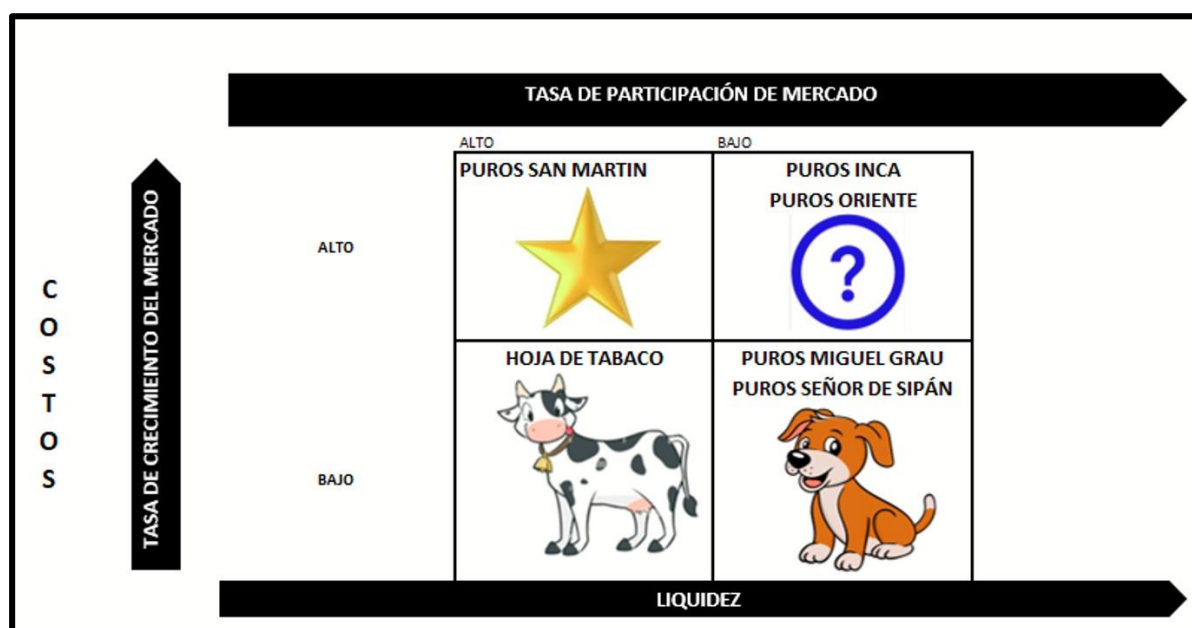 TASA DE PARTICIPACIÓN DE MERCADO
ALTO
BAJO
PUROS SAN MARTIN
PUROS INCA
PUROS ORIENTE
?
ALTO
COSTOS
TASA DE CRECIMIEINTO DEL MERCADO
HOJA DE TABACO
PUROS MIGUEL GRAU
PUROS SEÑOR DE SIPÁN
BAJO
LIQUIDEZ